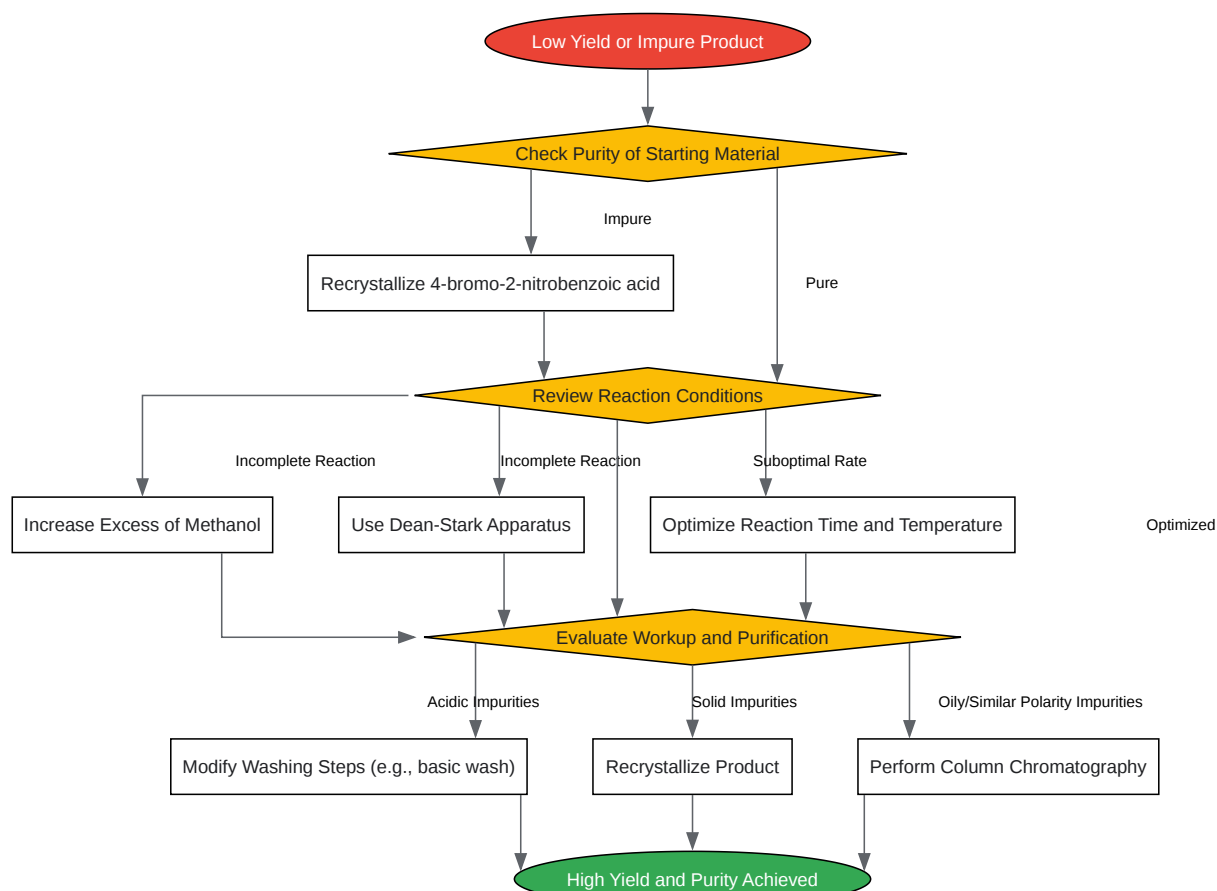 Low Yield or Impure Product
Check Purity of Starting Material
Impure
Recrystallize 4-bromo-2-nitrobenzoic acid
Pure
Review Reaction Conditions
Incomplete Reaction
Incomplete Reaction
Suboptimal Rate
Increase Excess of Methanol
Use Dean-Stark Apparatus
Optimize Reaction Time and Temperature
Optimized
Evaluate Workup and Purification
Acidic Impurities
Solid Impurities
Oily/Similar Polarity Impurities
Modify Washing Steps (e.g., basic wash)
Recrystallize Product
Perform Column Chromatography
High Yield and Purity Achieved